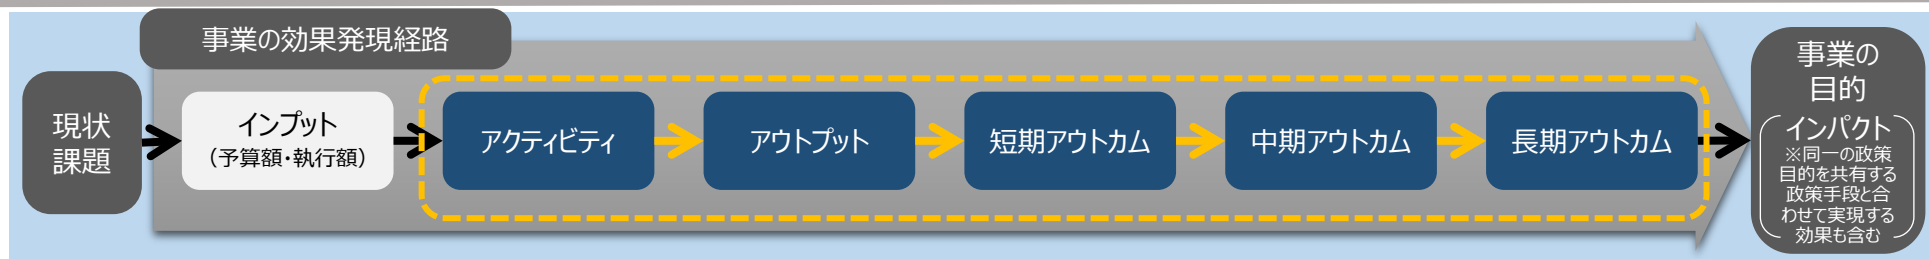 事業の効果発現経路
現状
課題
インプット
（予算額・執行額）
アクティビティ
アウトプット
短期アウトカム
中期アウトカム
長期アウトカム
事業の
目的
インパクト
※同一の政策
目的を共有する
政策手段と合
わせて実現する
効果も含む